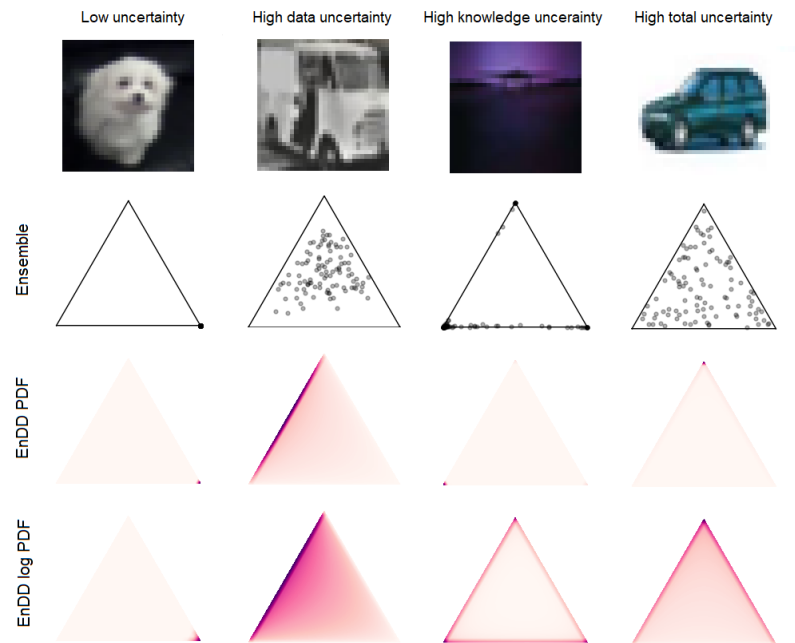 Low uncertainty
High data uncertainty
High knowledge uncerainty
High total uncertainty
Ensemble
EnDD PDF
EnDD log PDF